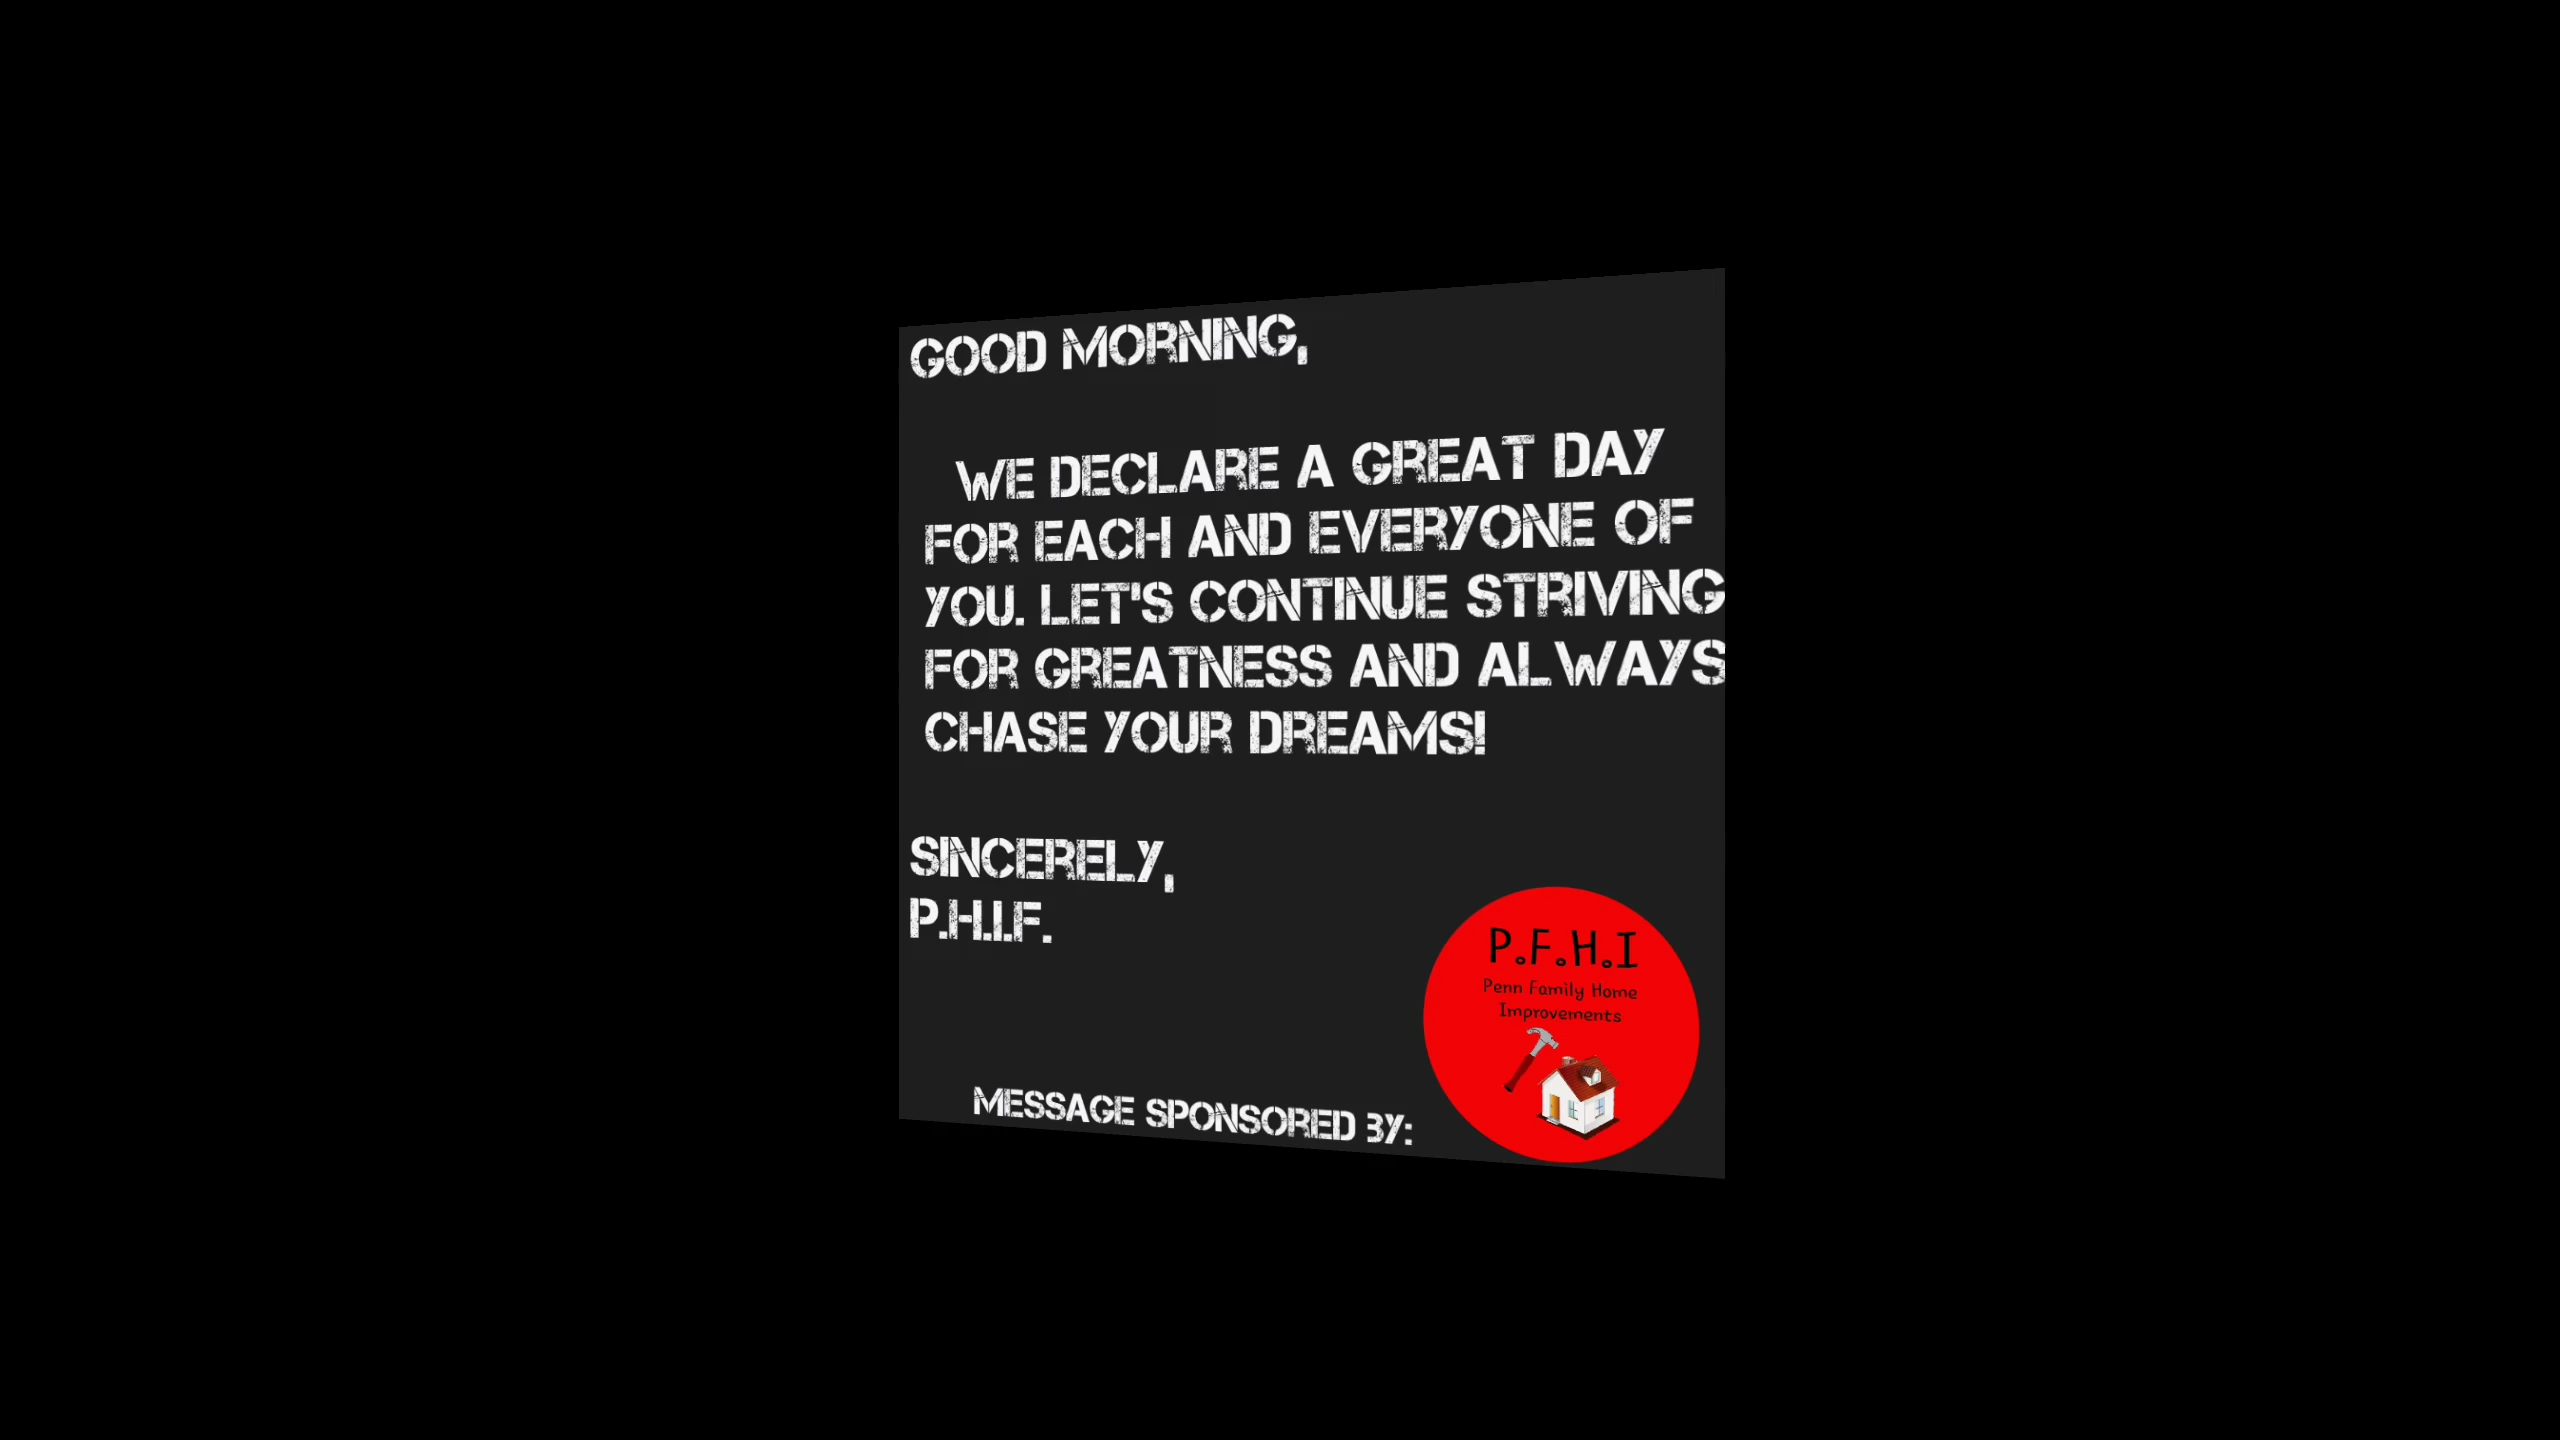 GOOD MORNING,
WE DECLARE A GREAT DAY
FOR EACH AND EVERYONE OF
YOU. LET'S CONTINUE STRIVING
FOR GREATNESS AND ALWAYS
CHASE YOUR DREAMS!
SINCERELY,
P.H.I.F.
P.F.H.I
Penn Family Home
Improvements
MESSAGE SPONSORED BY: